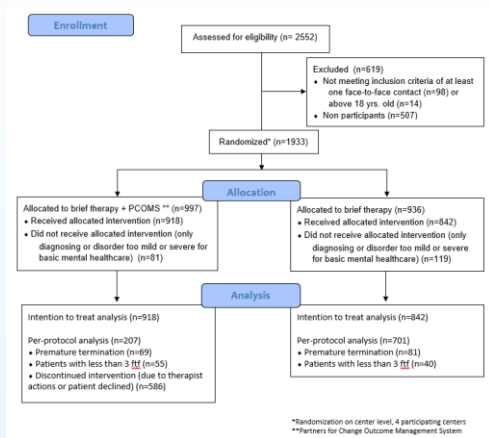 Enrollment
Assessed for eligibility (n= 2552)
Excluded (n=619)
• Not meeting inclusion criteria of at least
one face-to-face contact (n=98) or
above 18 yrs. old (n=14)
• Non participants (n=507)
Randomized* (n=1933)
Allocation
Allocated to brief therapy + PCOMS ** (n=997)
• Received allocated intervention (n=918)
• Did not receive allocated intervention (only
diagnosing or disorder too mild or severe for
basic mental healthcare) (n=81)
Allocated to brief therapy (n=936)
• Received allocated intervention (n=842)
• Did not receive allocated intervention (only
diagnosing or disorder too mild or severe
for basic mental healthcare) (n=119)
Analysis
Intention to treat analysis (n=918)
Per-protocol analysis (n=207)
• Premature termination (n=69)
• Patients with less than 3 ftf (n=55)
• Discontinued intervention (due to therapist
actions or patient declined) (n=586)
Intention to treat analysis (n=842)
Per-protocol analysis (n=701)
• Premature termination (n=81)
• Patients with less than 3 ftf (n=40)
*Randomization on center level, 4 participating centers
**Partners for Change Outcome Management System